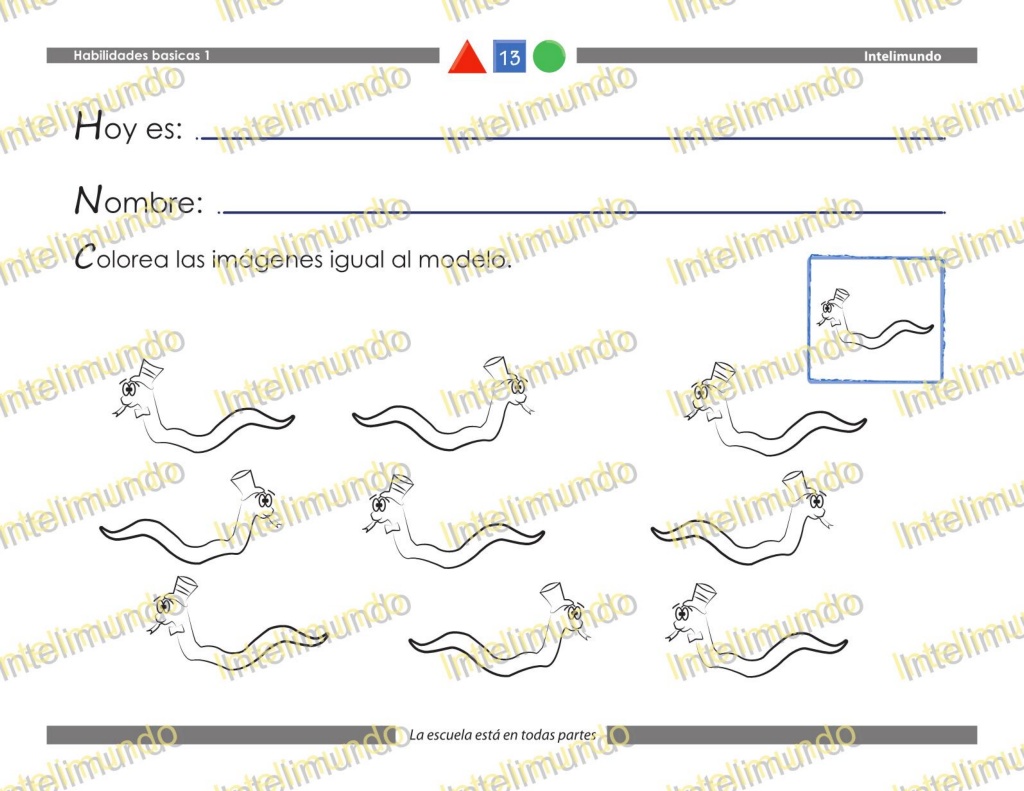 Habilidades basicas 1
13
Intelimundo
Hoy es:
Nombre:
Colorea las imágenes igual al modelo.
La escuela está en todas partes